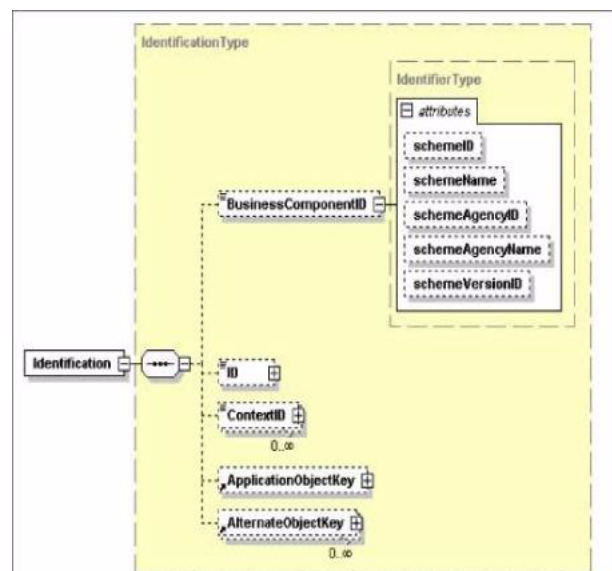 IdentificationType
IdentifierType
attributes
schemeID
schemeName
schemeAgencyID
schemeAgencyName
schemeVersionID
BusinessComponentID
Identification
ID
ContextID
0..∞
ApplicationObjectKey
AlternateObjectKey
0..∞